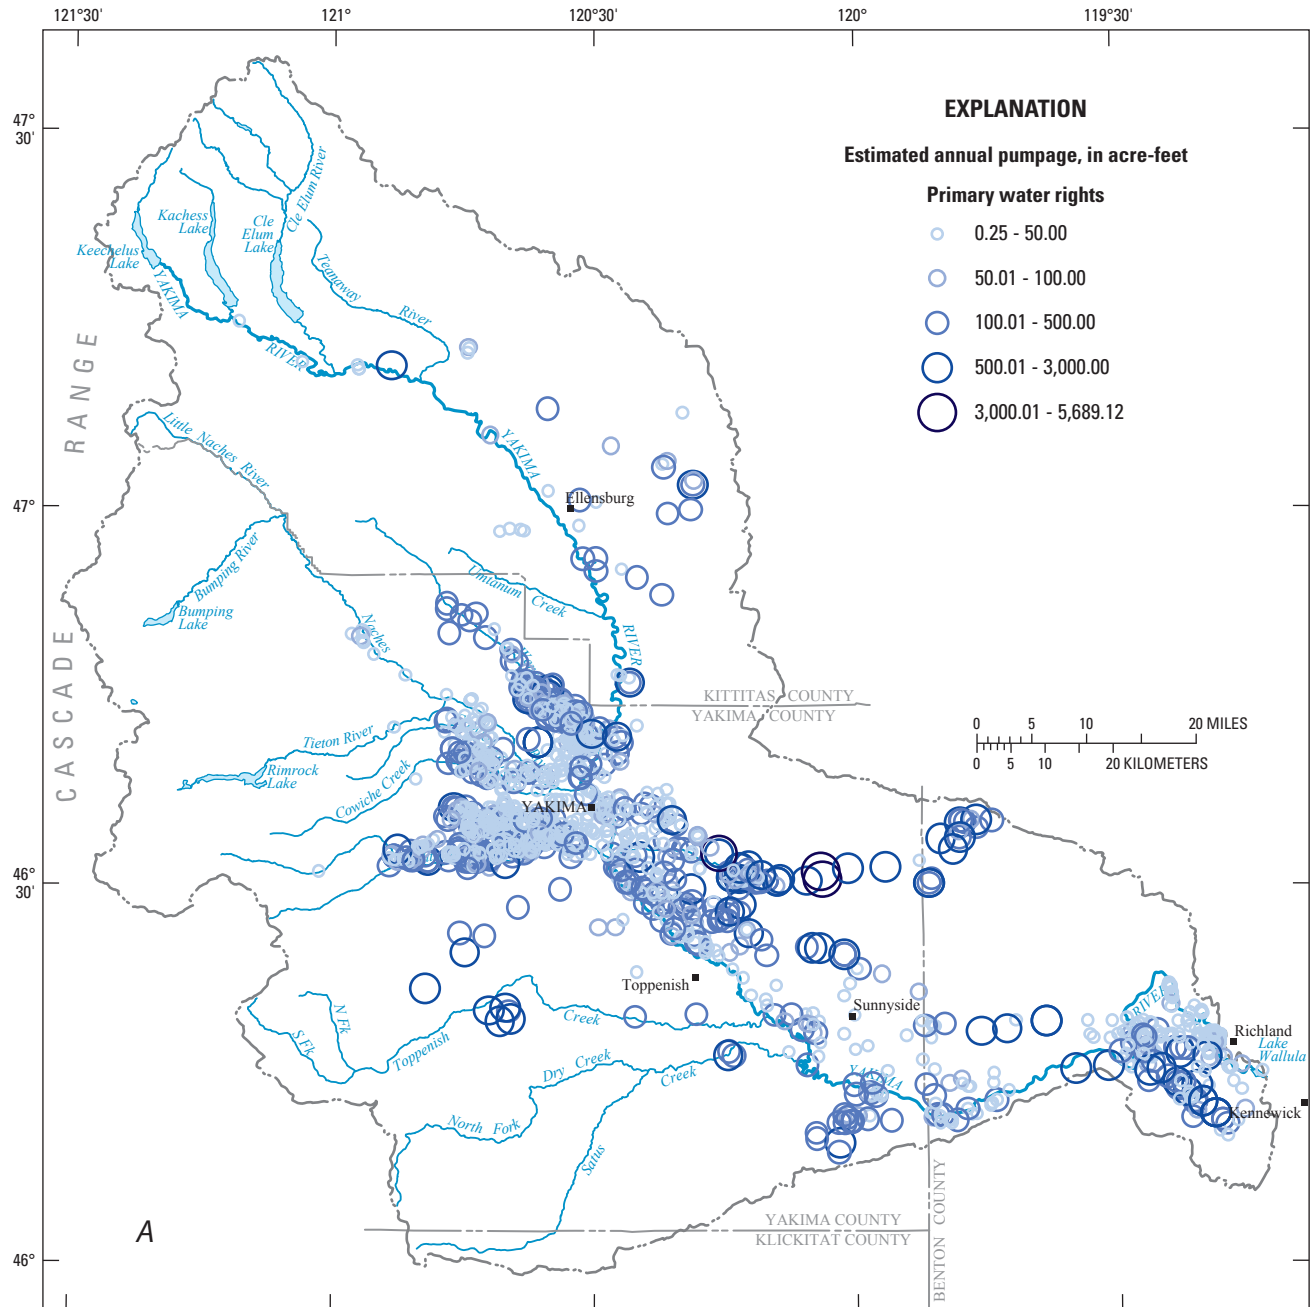 121°30'
121°
120°30'
120°
119°30'
47°
30'
47°
46°
30'
46°
EXPLANATION
Estimated annual pumpage, in acre-feet
Primary water rights
0.25 - 50.00
50.01 - 100.00
100.01 - 500.00
500.01 - 3,000.00
3,000.01 - 5,689.12
Kachess
Lake
Cle
Elum
Lake
Cle Elum River
Keechelus
Lake
YAKIMA
RIVER
Teanaway
River
CASCADE
RANGE
Little Naches River
YAKIMA
Ellensburg
Bumping River
Bumping
Lake
Umtanum
Creek
Naches
RIVER
KITTITAS COUNTY
YAKIMA COUNTY
0 5 10 20 MILES
0 5 10 20 KILOMETERS
Tieton River
Rimrock
Lake
Cowiche Creek
YAKIMA
Toppenish
Sunnyside
N Fk
S Fk
Toppenish
Creek
Dry Creek
Creek
North Fork
Satus
YAKIMA
RIVER
Richland
Lake
Wallula
Kennewick
A
YAKIMA COUNTY
KLICKITAT COUNTY
BENTON COUNTY